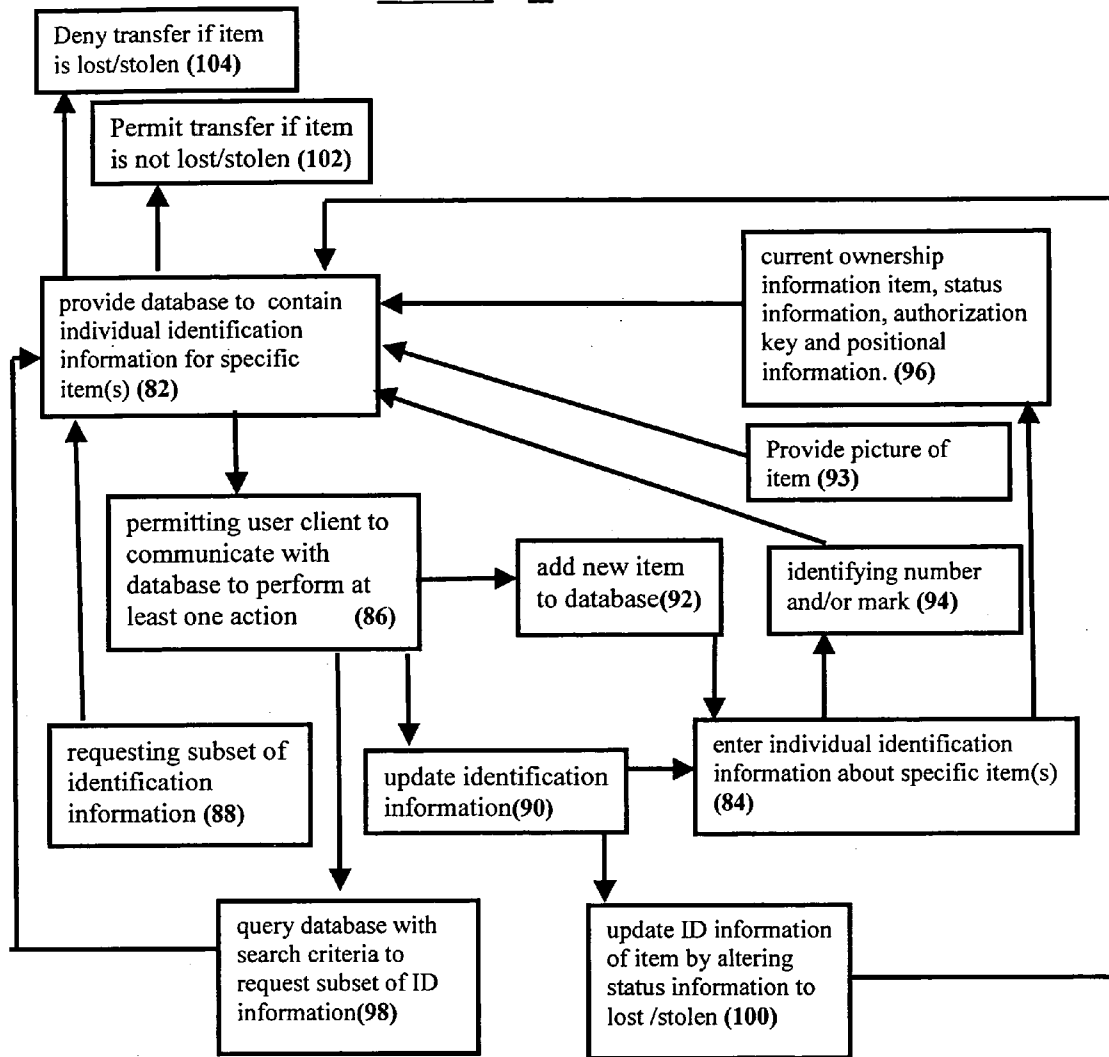 Deny transfer if item
is lost/stolen (104)
Permit transfer if item
is not lost/stolen (102)
provide database to contain
individual identification
information for specific
item(s) (82)
current ownership
information item, status
information, authorization
key and positional
information. (96)
Provide picture of
item (93)
permitting user client to
communicate with
database to perform at
least one action (86)
add new item
to database(92)
identifying number
and/or mark (94)
requesting subset of
identification
information (88)
update identification
information(90)
enter individual identification
information about specific item(s)
(84)
query database with
search criteria to
request subset of ID
information(98)
update ID information
of item by altering
status information to
lost /stolen (100)